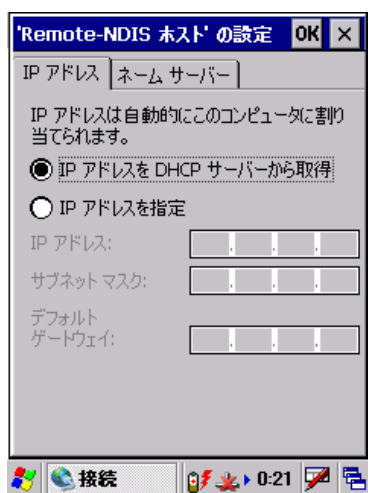 'Remote-NDIS ホスト' の設定 OK ×
IP アドレス ネーム サーバー
IP アドレスは自動的にこのコンピュータに割り
当てられます。
IP アドレスを DHCP サーバーから取得
IP アドレスを指定
IP アドレス:
サブネット マスク:
デフォルト
ゲートウェイ:
接続 0:21